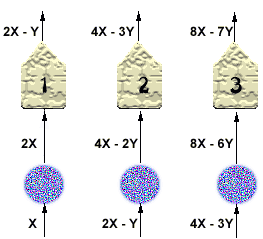 2X - Y 4X - 3Y 8X - 7Y
1 2 3
2X 4X - 2Y 8X - 6Y
X 2X - Y 4X - 3Y